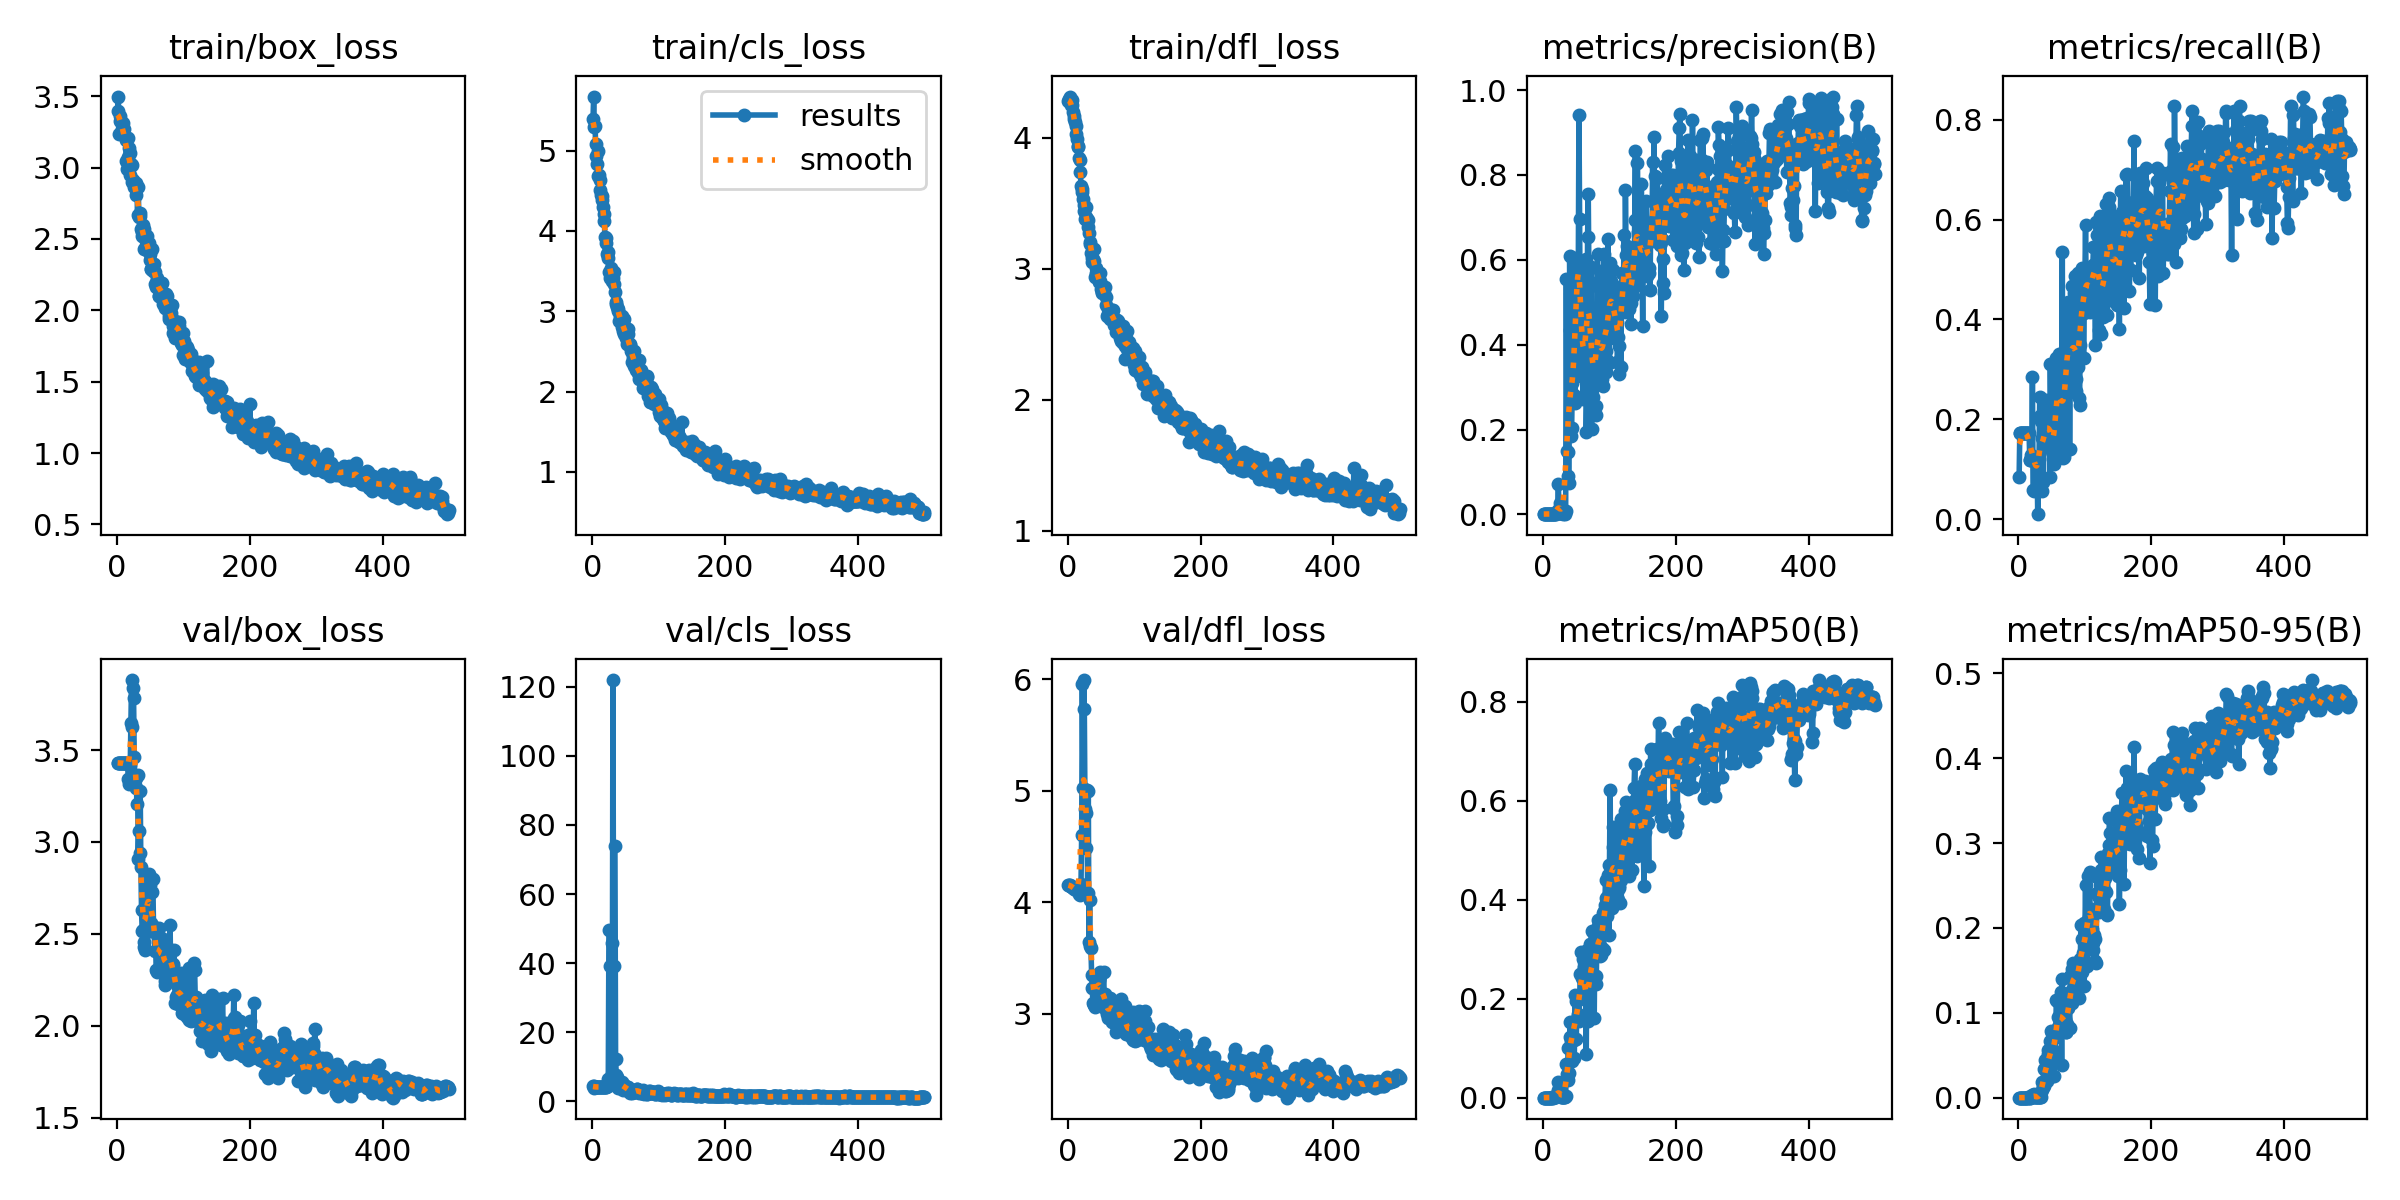 train/box_loss
3.5
3.0
2.5
2.0
1.5
1.0
0.5
0 200 400
train/cls_loss
results
smooth
5
4
3
2
1
0 200 400
train/dfl_loss
4
3
2
1
0 200 400
metrics/precision(B)
1.0
0.8
0.6
0.4
0.2
0.0
0 200 400
metrics/recall(B)
0.8
0.6
0.4
0.2
0.0
0 200 400
val/box_loss
3.5
3.0
2.5
2.0
1.5
0 200 400
val/cls_loss
120
100
80
60
40
20
0
0 200 400
val/dfl_loss
6
5
4
3
0 200 400
metrics/mAP50(B)
0.8
0.6
0.4
0.2
0.0
0 200 400
metrics/mAP50-95(B)
0.5
0.4
0.3
0.2
0.1
0.0
0 200 400